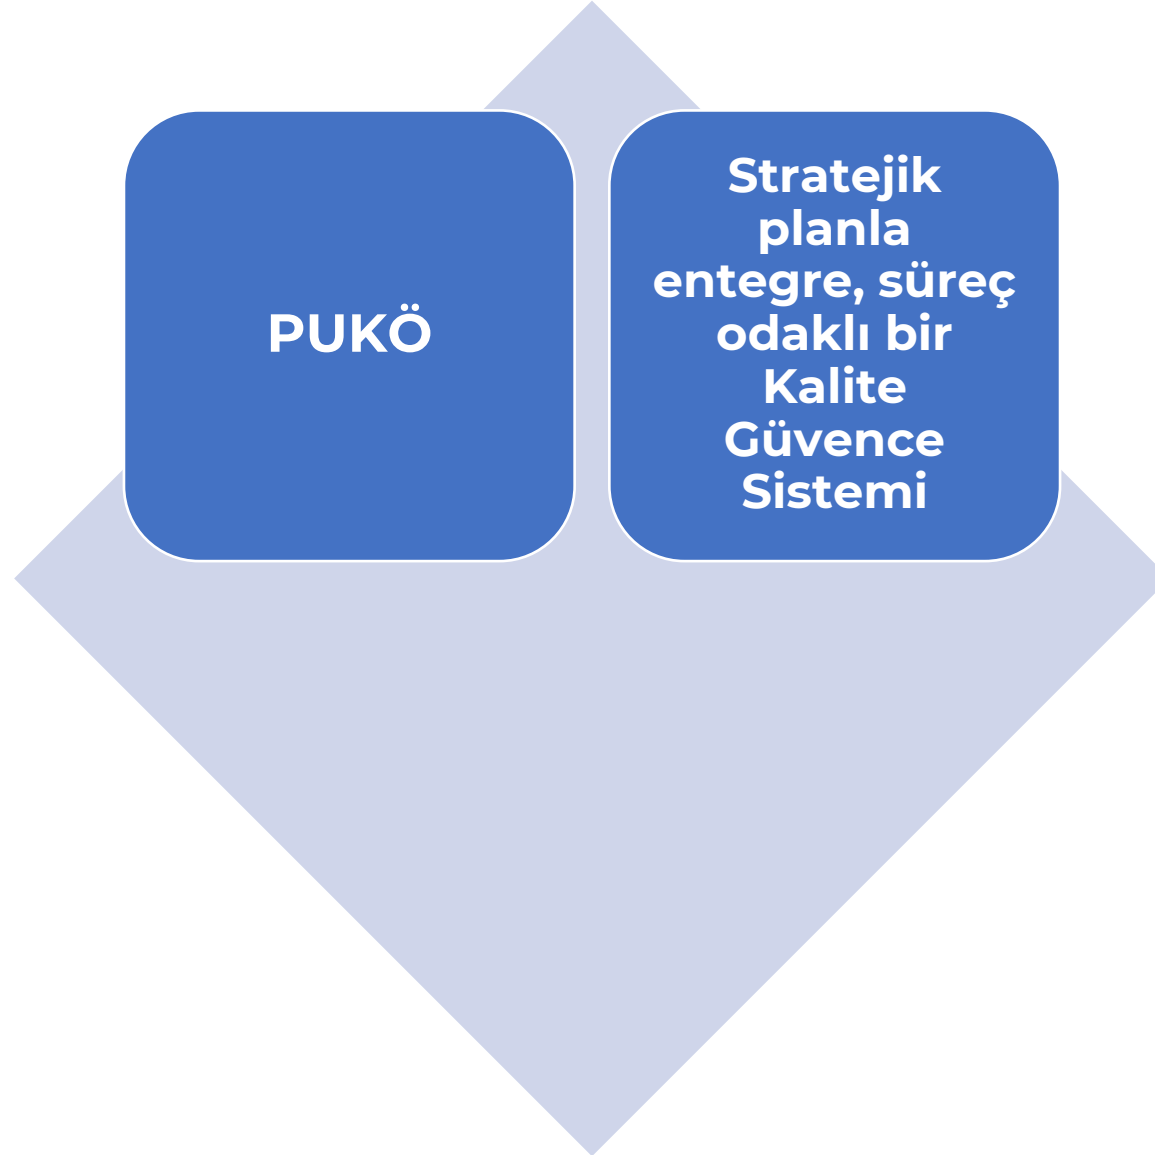 PUKÖ
Stratejik
planla
entegre, süreç
odaklı bir
Kalite
Güvence
Sistemi